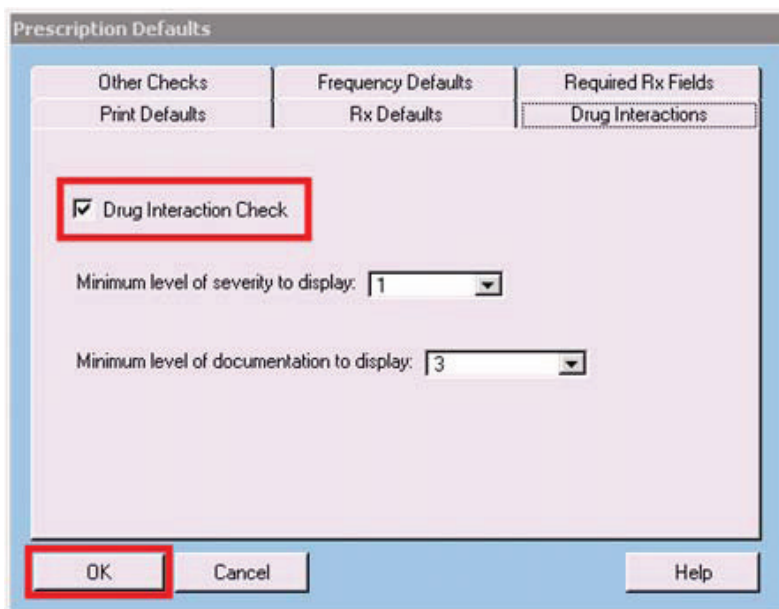 Prescription Defaults
Other Checks
Frequency Defaults
Required Rx Fields
Print Defaults
Rx Defaults
Drug Interactions
Drug Interaction Check
Minimum level of severity to display: 1
Minimum level of documentation to display: 3
OK
Cancel
Help